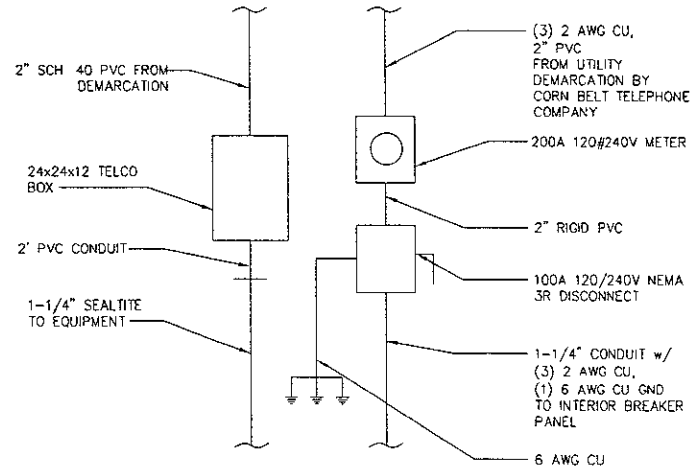 2" SCH 40 PVC FROM
DEMARCATION
24x24x12 TELCO
BOX
2' PVC CONDUIT
1-1/4" SEALTITE
TO EQUIPMENT
(3) 2 AWG CU,
2" PVC
FROM UTILITY
DEMARCATION BY
CORN BELT TELEPHONE
COMPANY
200A 120#240V METER
2" RIGID PVC
100A 120/240V NEMA
3R DISCONNECT
1-1/4" CONDUIT w/
(3) 2 AWG CU,
(1) 6 AWG CU GND
TO INTERIOR BREAKER
PANEL
6 AWG CU